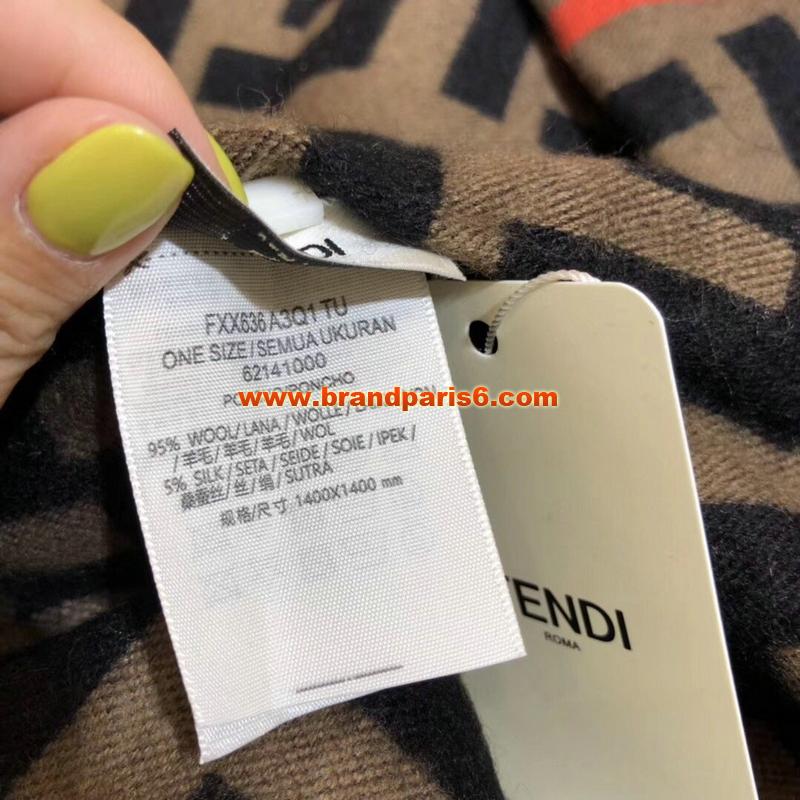 FXX636 A3Q1 TU
ONE SIZE/SEMUA UKURAN
62141000
PONCHO
www.brandparis6.com
95% WOOL/LANA/WOLLE/
/羊毛/羊毛/羊毛/WOL
5% SILK/SETA/SEIDE/SOIE/IPEK/
桑蚕丝/丝/绢/SUTRA
规格/尺寸 1400X1400 mm
FENDI
ROMA